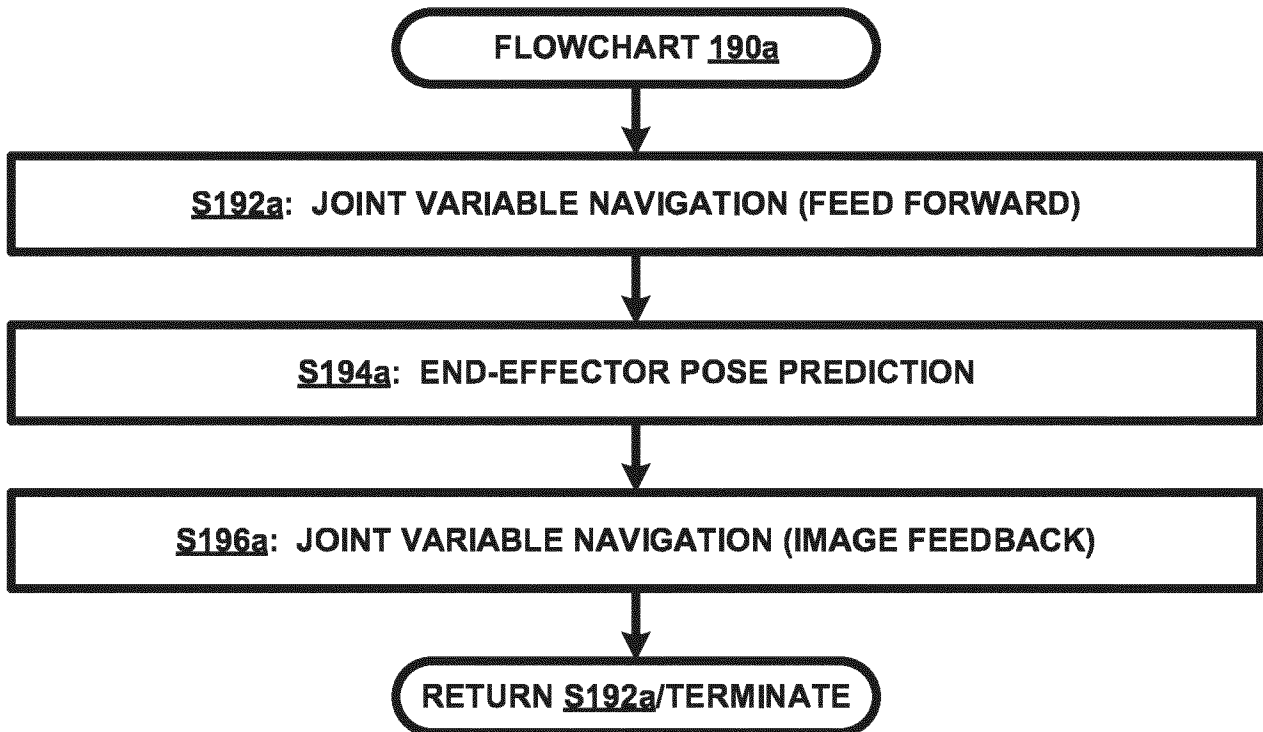 FLOWCHART 190a
S192a: JOINT VARIABLE NAVIGATION (FEED FORWARD)
S194a: END-EFFECTOR POSE PREDICTION
S196a: JOINT VARIABLE NAVIGATION (IMAGE FEEDBACK)
RETURN S192a/TERMINATE